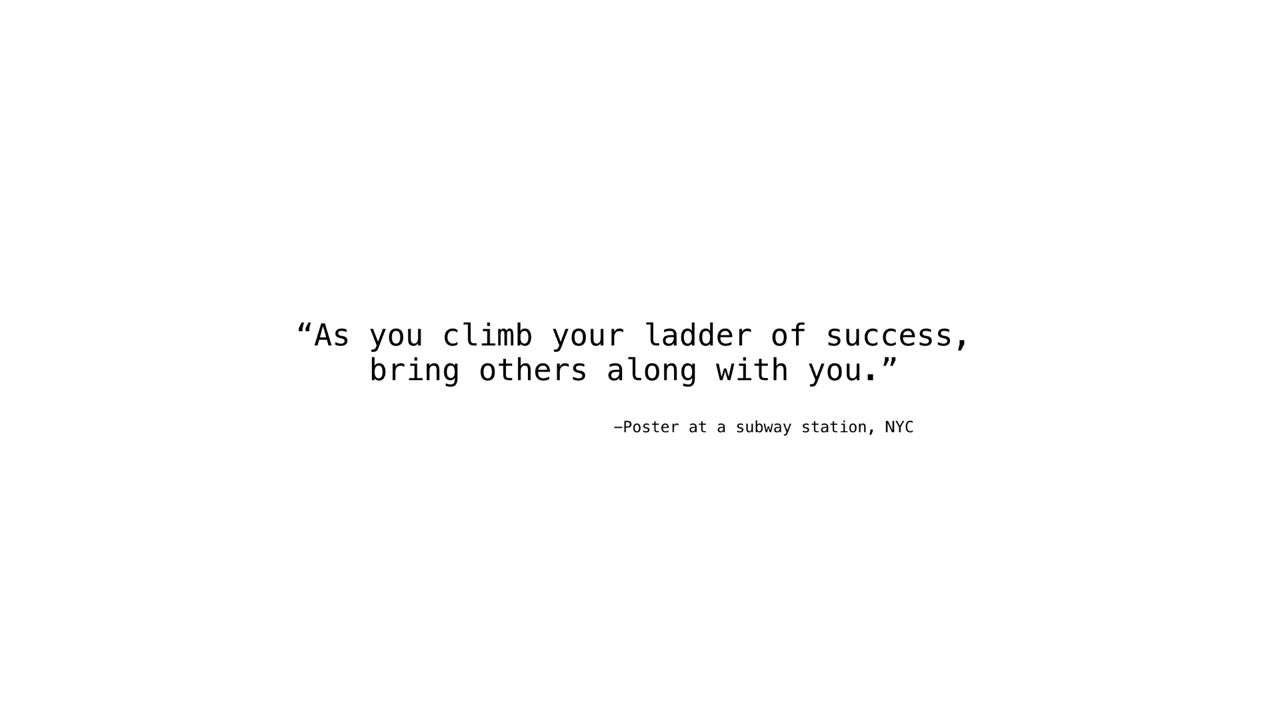 “As you climb your ladder of success,
bring others along with you.”
–Poster at a subway station, NYC